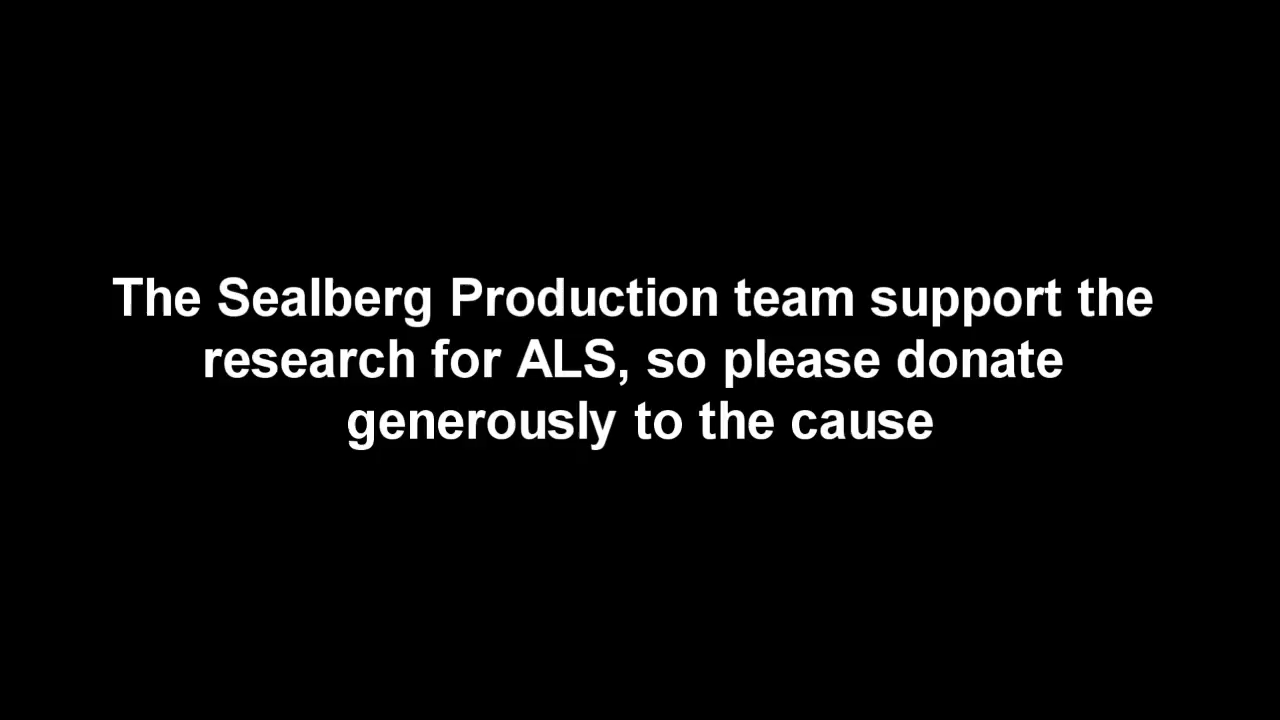 The Sealberg Production team support the
research for ALS, so please donate
generously to the cause